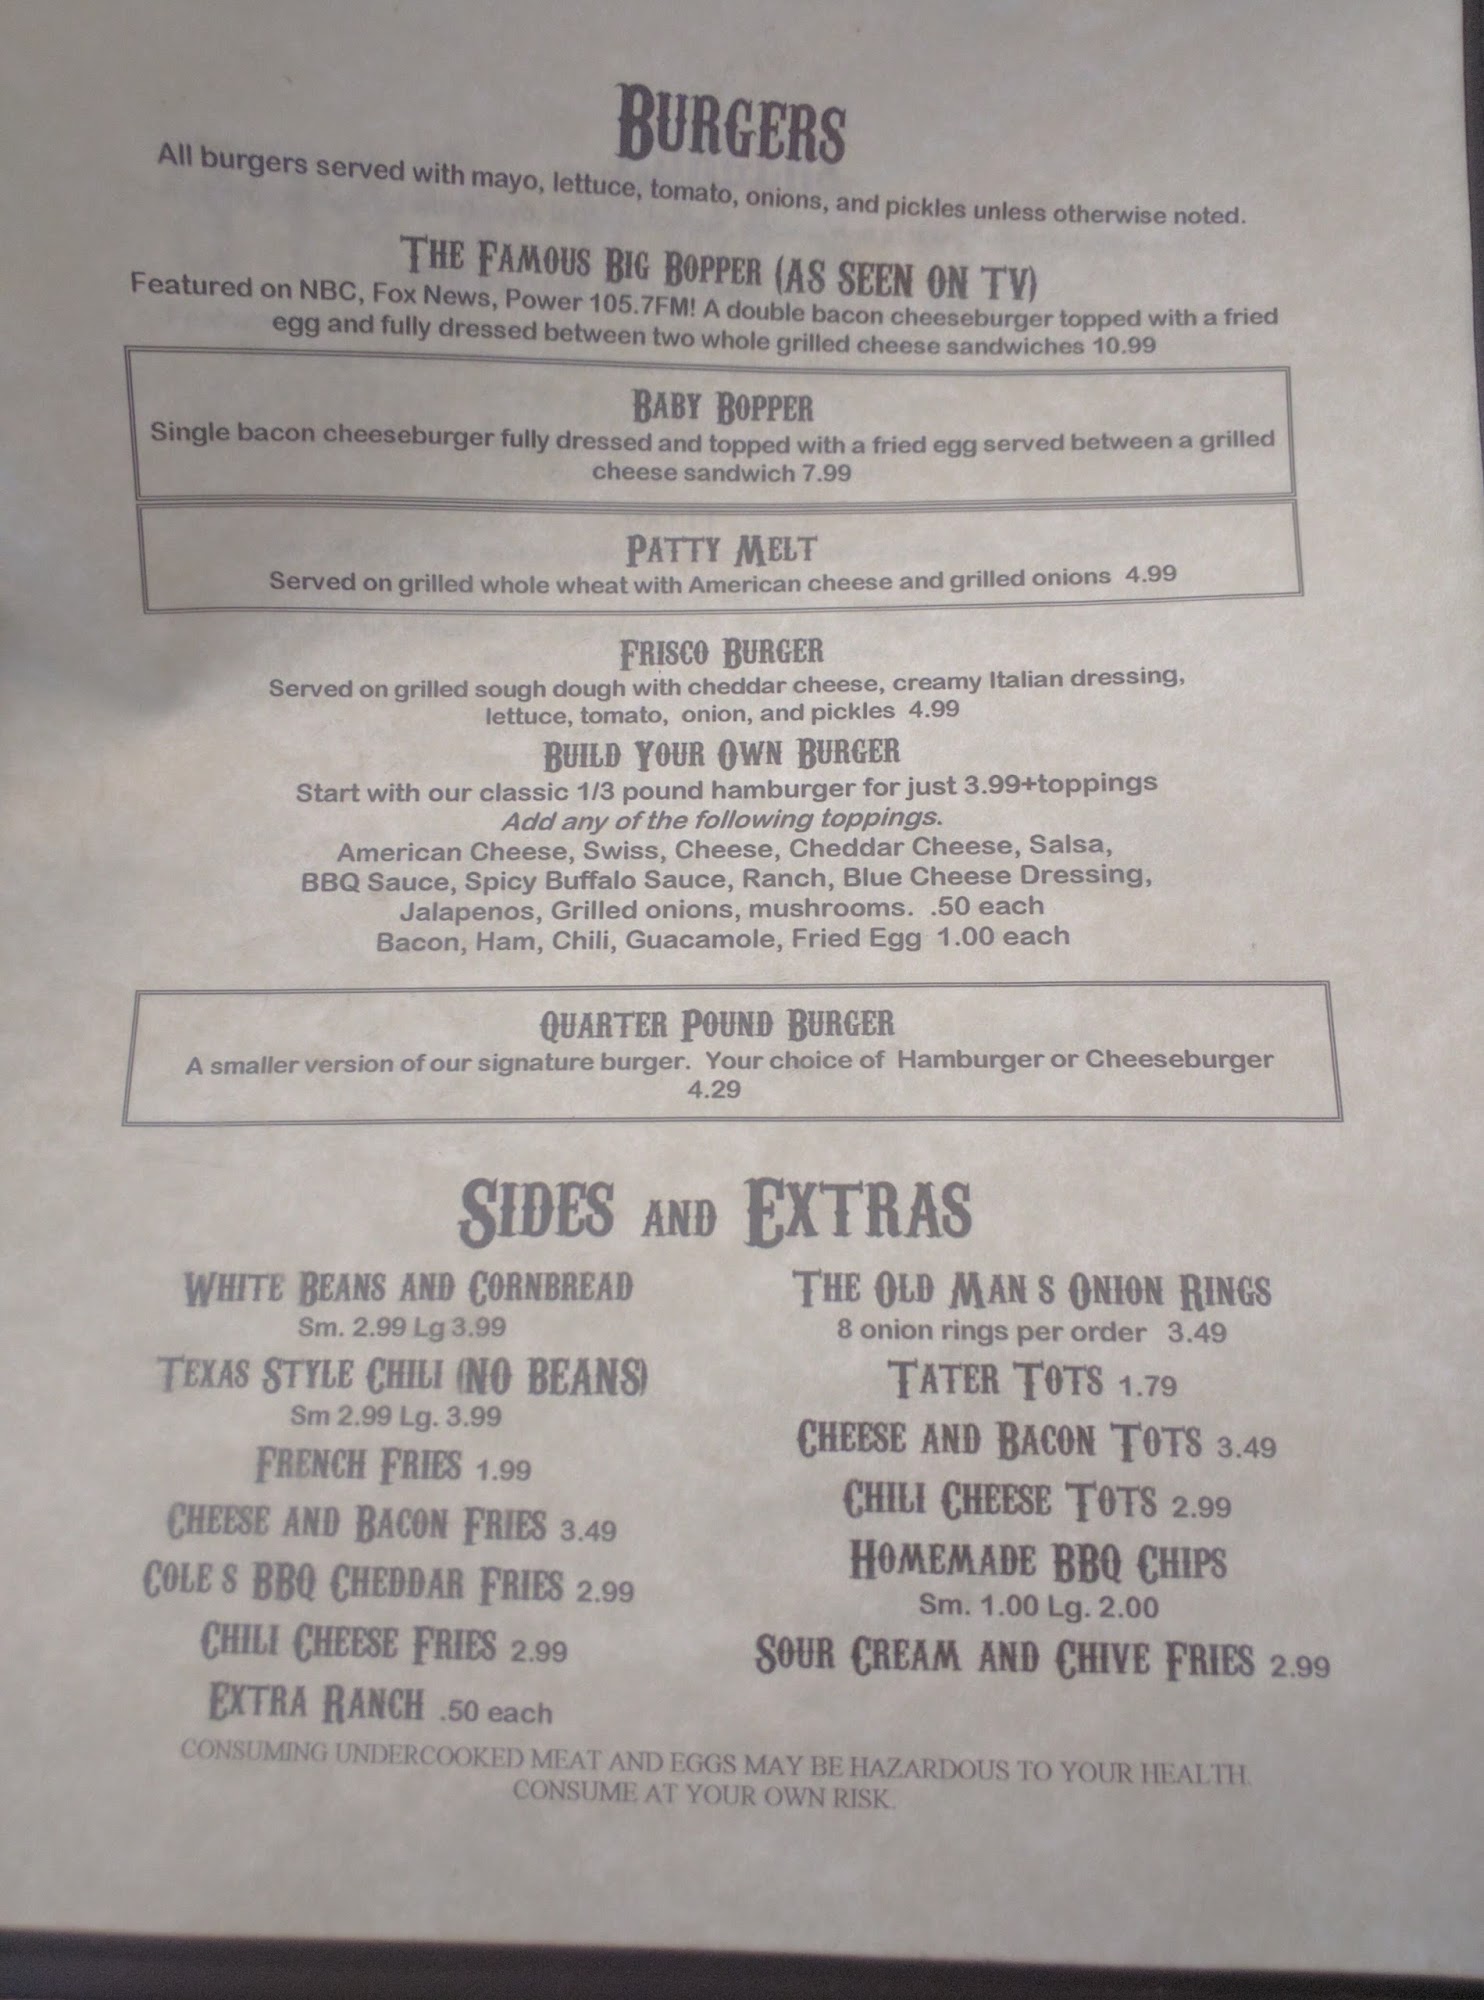 BURGERS
All burgers served with mayo, lettuce, tomato, onions, and pickles unless otherwise noted.
THE FAMOUS BIG BOPPER (AS SEEN ON TV)
Featured on NBC, Fox News, Power 105.7FM! A double bacon cheeseburger topped with a fried
egg and fully dressed between two whole grilled cheese sandwiches 10.99
BABY BOPPER
Single bacon cheeseburger fully dressed and topped with a fried egg served between a grilled
cheese sandwich 7.99
PATTY MELT
Served on grilled whole wheat with American cheese and grilled onions 4.99
FRISCO BURGER
Served on grilled sough dough with cheddar cheese, creamy Italian dressing,
lettuce, tomato, onion, and pickles 4.99
BUILD YOUR OWN BURGER
Start with our classic 1/3 pound hamburger for just 3.99+toppings
Add any of the following toppings.
American Cheese, Swiss, Cheese, Cheddar Cheese, Salsa,
BBQ Sauce, Spicy Buffalo Sauce, Ranch, Blue Cheese Dressing,
Jalapenos, Grilled onions, mushrooms. .50 each
Bacon, Ham, Chili, Guacamole, Fried Egg 1.00 each
QUARTER POUND BURGER
A smaller version of our signature burger. Your choice of Hamburger or Cheeseburger
4.29
SIDES AND EXTRAS
WHITE BEANS AND CORNBREAD
Sm. 2.99 Lg 3.99
TEXAS STYLE CHILI (NO BEANS)
Sm 2.99 Lg. 3.99
FRENCH FRIES 1.99
CHEESE AND BACON FRIES 3.49
COLE S BBQ CHEDDAR FRIES 2.99
CHILI CHEESE FRIES 2.99
EXTRA RANCH .50 each
THE OLD MAN S ONION RINGS
8 onion rings per order 3.49
TATER TOTS 1.79
CHEESE AND BACON TOTS 3.49
CHILI CHEESE TOTS 2.99
HOMEMADE BBQ CHIPS
Sm. 1.00 Lg. 2.00
SOUR CREAM AND CHIVE FRIES 2.99
CONSUMING UNDERCOOKED MEAT AND EGGS MAY BE HAZARDOUS TO YOUR HEALTH.
CONSUME AT YOUR OWN RISK.